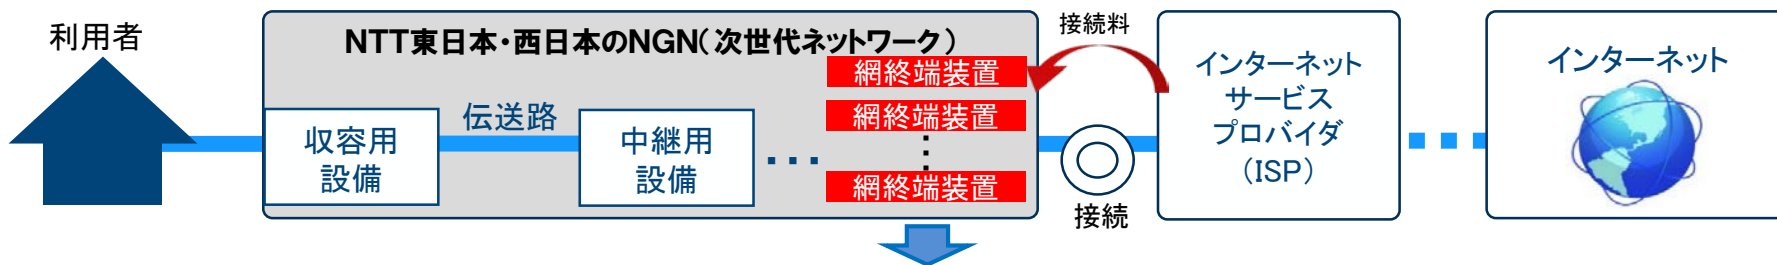 利用者
NTT東日本・西日本のNGN(次世代ネットワーク)
網終端装置
網終端装置
網終端装置
収容用
設備
伝送路
中継用
設備
接続料
接続
インターネット
サービス
プロバイダ
(ISP)
インターネット